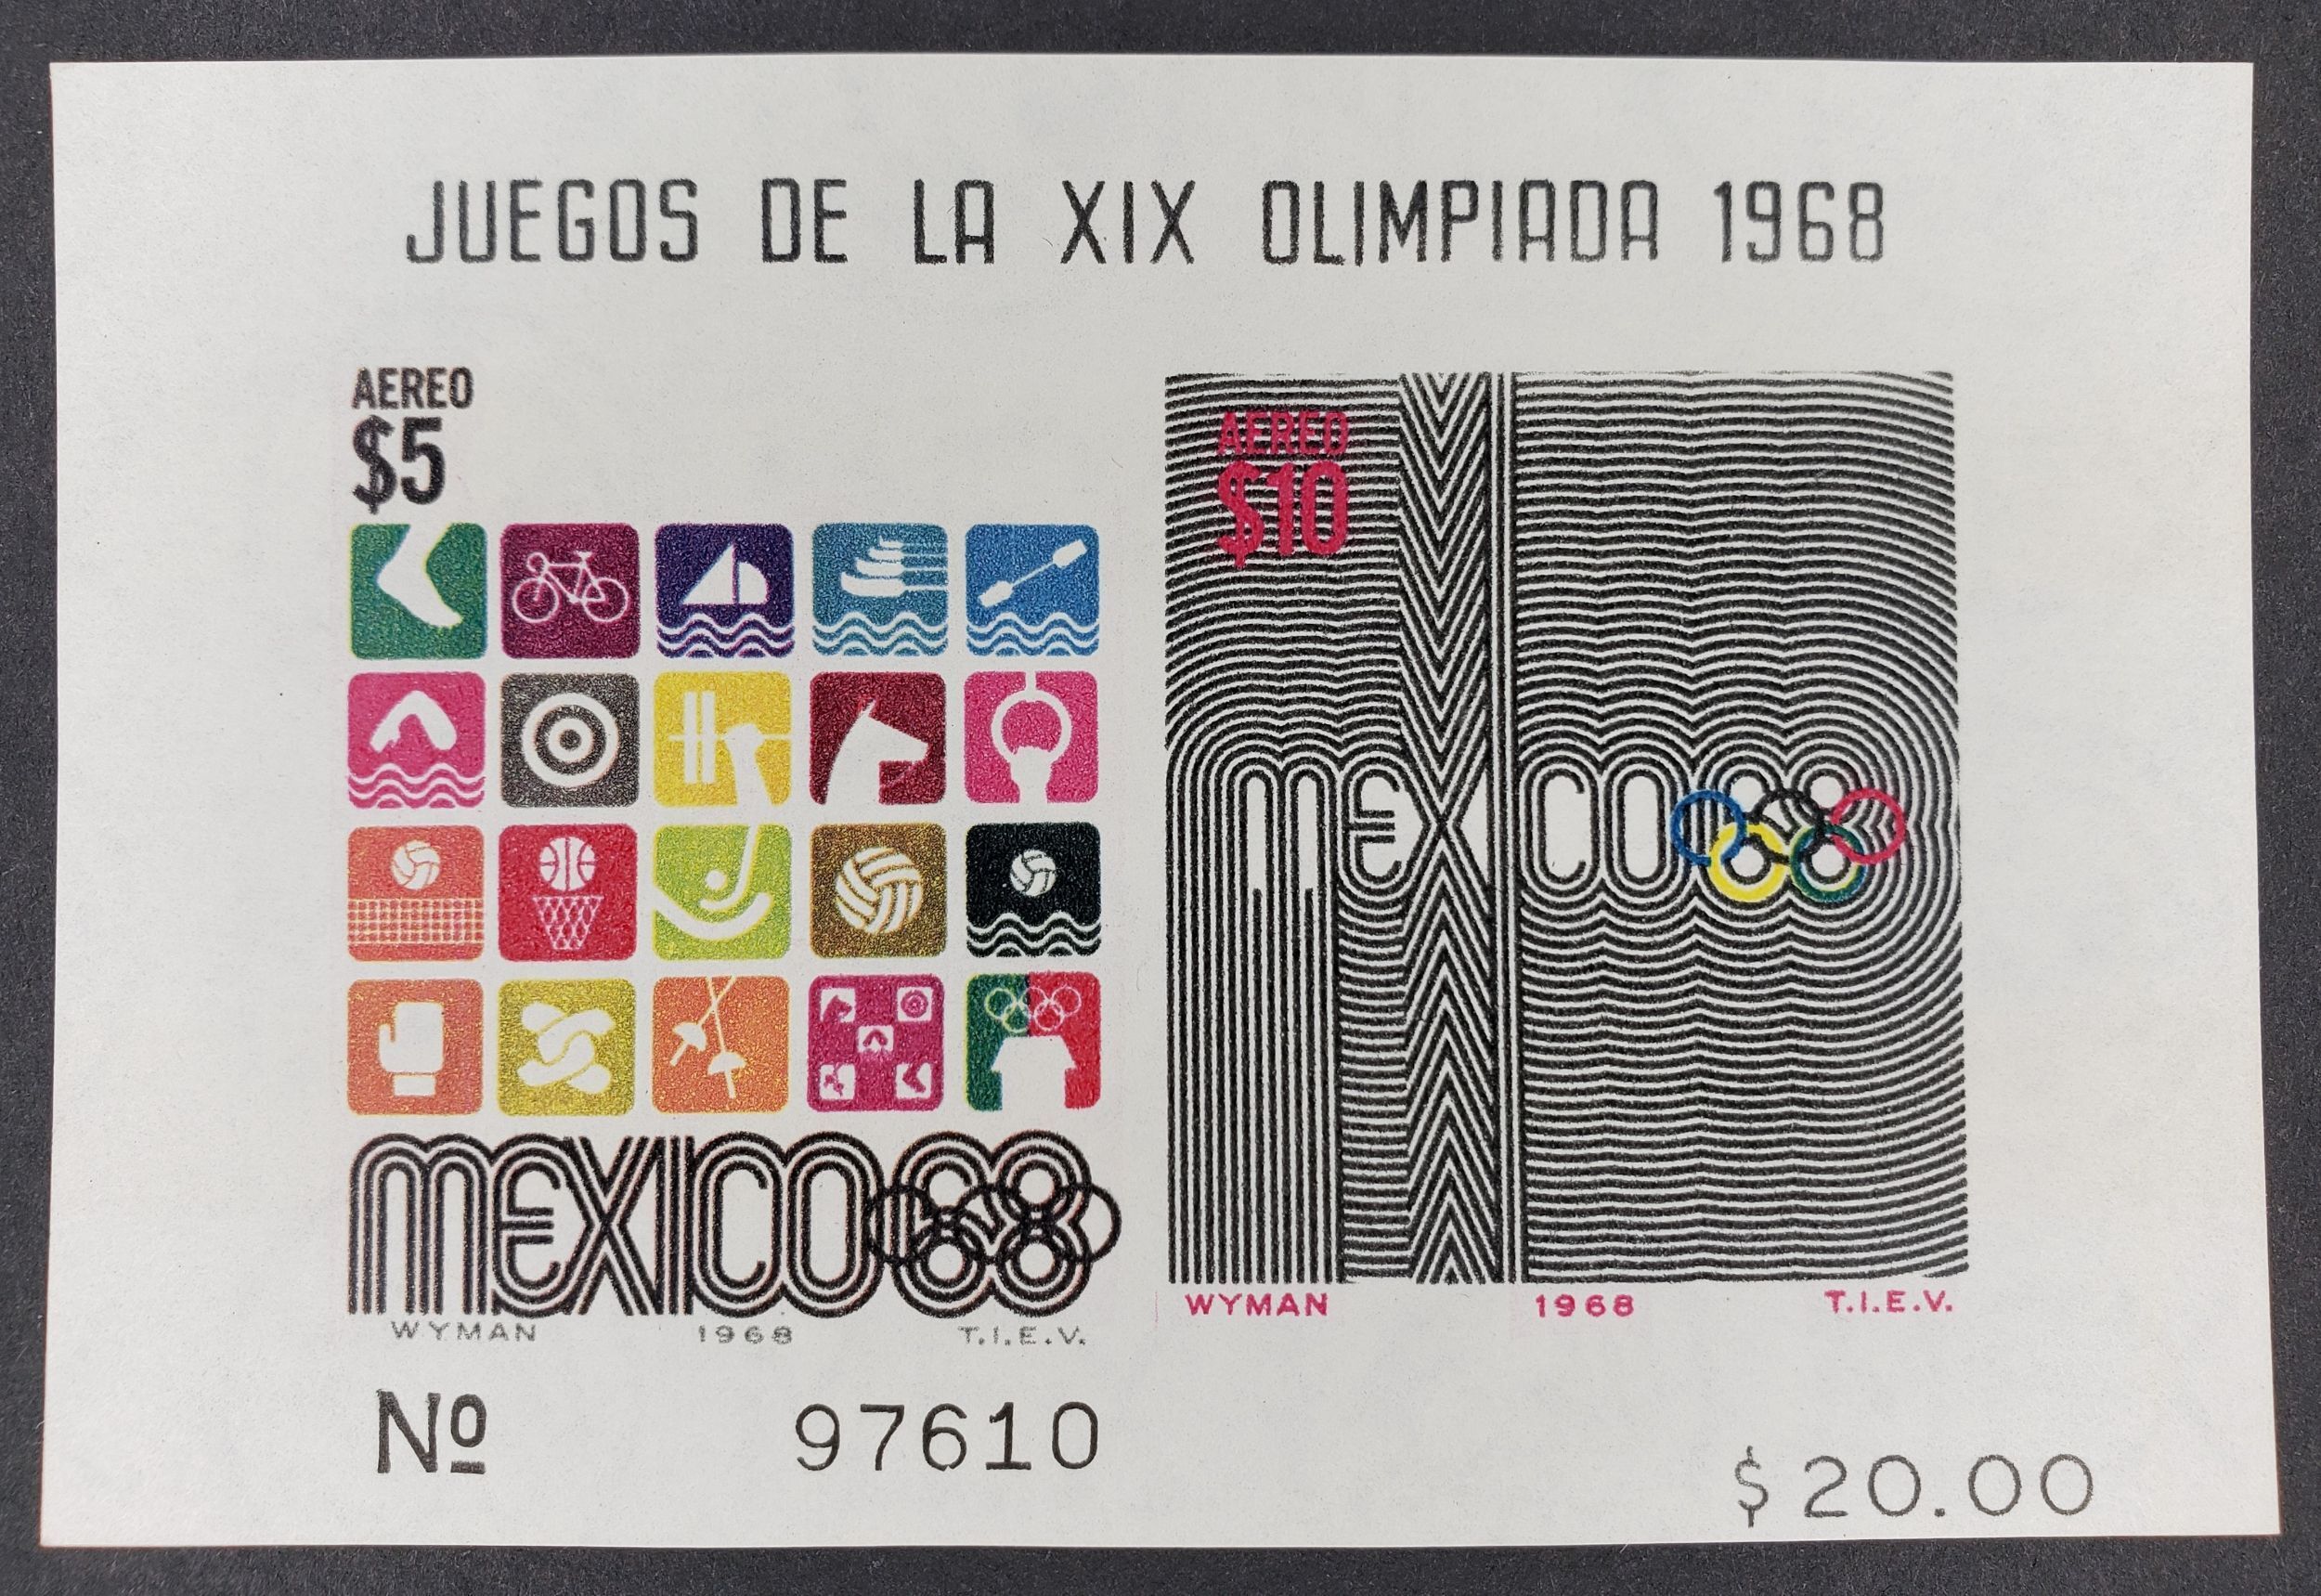 JUEGOS DE LA XIX OLIMPIADA 1968
AEREO
$5
MEXICO68
WYMAN 1968 T.I.E.V.
AEREO
$10
MEXICO68
WYMAN 1968 T.I.E.V.
Nº 97610
$20.00